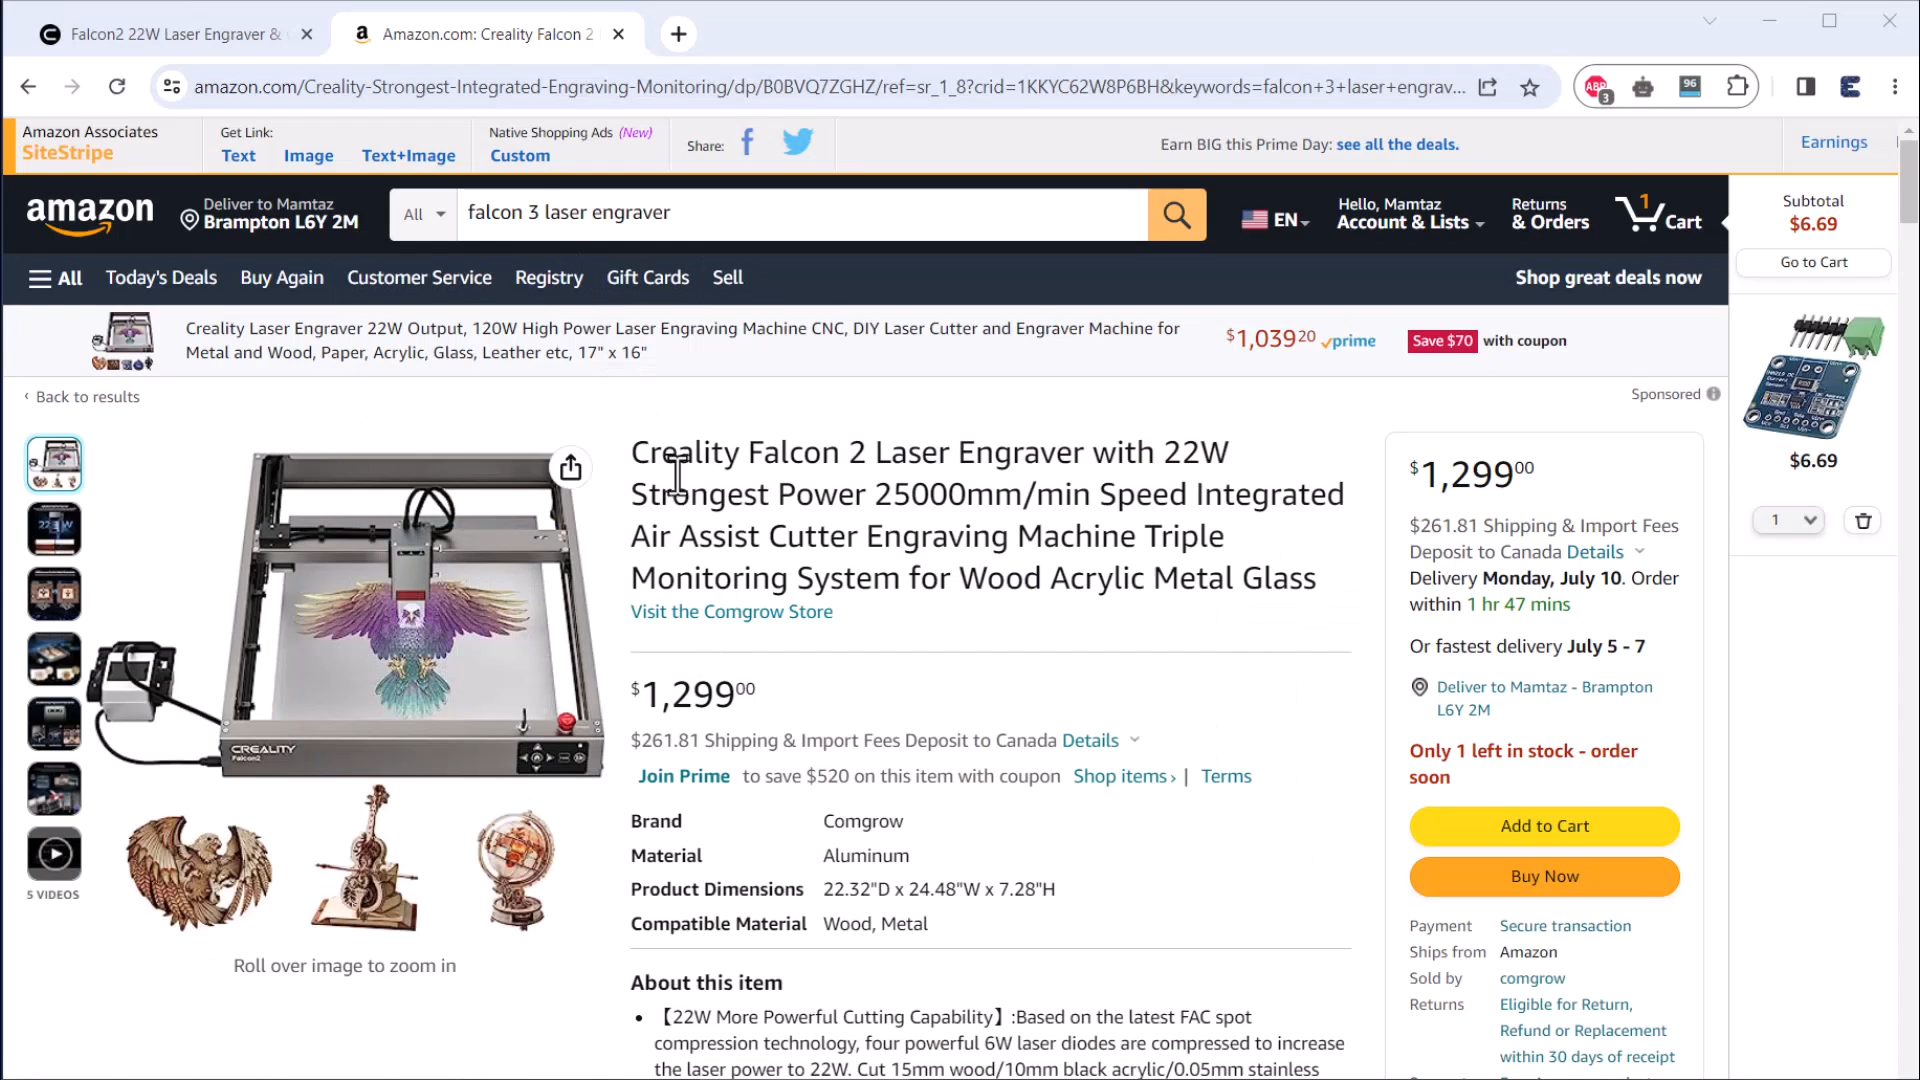 Falcon2 22W Laser Engraver &
Amazon.com: Creality Falcon 2
amazon.com/Creality-Strongest-Integrated-Engraving-Monitoring/dp/B0BVQ7ZGHZ/ref=sr_1_8?crid=1KKYC62W8P6BH&keywords=falcon+3+laser+engrav...
ABP
3
96
Amazon Associates
SiteStripe
Get Link:
Text Image Text+Image
Native Shopping Ads (New)
Custom
Share:
Earn BIG this Prime Day: see all the deals.
Earnings
amazon
Deliver to Mamtaz
Brampton L6Y 2M
All
falcon 3 laser engraver
EN
Hello, Mamtaz
Account & Lists
Returns
& Orders
1
Cart
Subtotal
$6.69
Go to Cart
All Today's Deals Buy Again Customer Service Registry Gift Cards Sell
Shop great deals now
Creality Laser Engraver 22W Output, 120W High Power Laser Engraving Machine CNC, DIY Laser Cutter and Engraver Machine for
Metal and Wood, Paper, Acrylic, Glass, Leather etc, 17" x 16"
$1,039 20 prime
Save $70 with coupon
‹ Back to results
Sponsored
$6.69
1
Creality Falcon 2 Laser Engraver with 22W
Strongest Power 25000mm/min Speed Integrated
Air Assist Cutter Engraving Machine Triple
Monitoring System for Wood Acrylic Metal Glass
Visit the Comgrow Store
$1,299 00
$261.81 Shipping & Import Fees Deposit to Canada Details
Join Prime to save $520 on this item with coupon Shop items › | Terms
Brand Comgrow
Material Aluminum
Product Dimensions 22.32"D x 24.48"W x 7.28"H
Compatible Material Wood, Metal
About this item
• 【22W More Powerful Cutting Capability】:Based on the latest FAC spot
compression technology, four powerful 6W laser diodes are compressed to increase
the laser power to 22W. Cut 15mm wood/10mm black acrylic/0.05mm stainless
CREALITY
Falcon2
5 VIDEOS
Roll over image to zoom in
$1,299 00
$261.81 Shipping & Import Fees
Deposit to Canada Details
Delivery Monday, July 10. Order
within 1 hr 47 mins
Or fastest delivery July 5 - 7
Deliver to Mamtaz - Brampton
L6Y 2M
Only 1 left in stock - order
soon
Add to Cart
Buy Now
Payment Secure transaction
Ships from Amazon
Sold by comgrow
Returns Eligible for Return,
Refund or Replacement
within 30 days of receipt